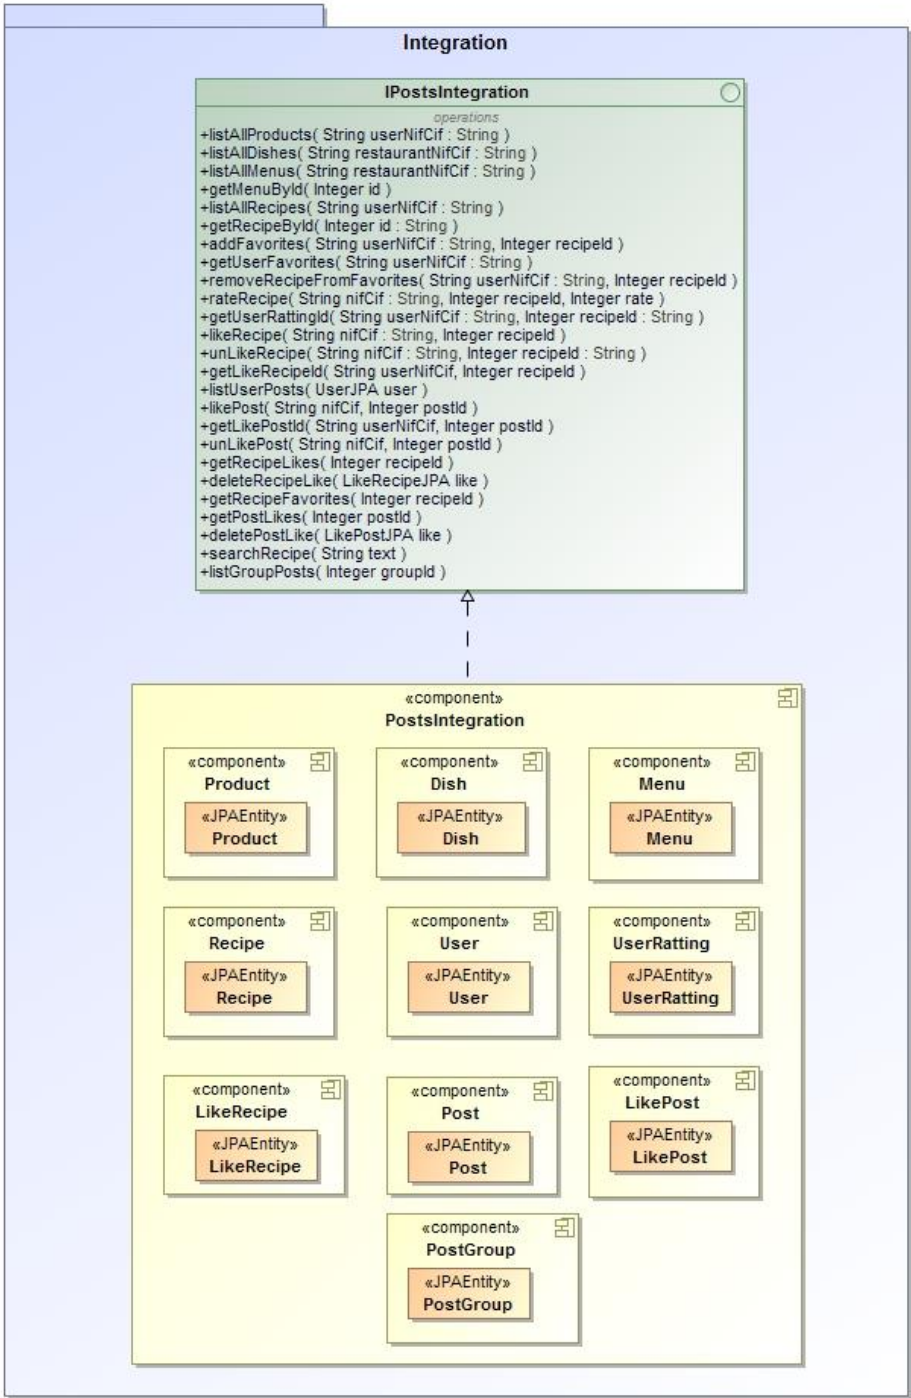 Integration
IPostsIntegration
operations
+listAllProducts( String userNifCif : String )
+listAllDishes( String restaurantNifCif : String )
+listAllMenus( String restaurantNifCif : String )
+getMenuById( Integer id )
+listAllRecipes( String userNifCif : String )
+getRecipeById( Integer id : String )
+addFavorites( String userNifCif : String, Integer recipeId )
+getUserFavorites( String userNifCif : String )
+removeRecipeFromFavorites( String userNifCif : String, Integer recipeId )
+rateRecipe( String nifCif : String, Integer recipeId, Integer rate )
+getUserRattingId( String userNifCif : String, Integer recipeId : String )
+likeRecipe( String nifCif : String, Integer recipeId )
+unLikeRecipe( String nifCif : String, Integer recipeId : String )
+getLikeRecipeId( String userNifCif, Integer recipeId )
+listUserPosts( UserJPA user )
+likePost( String nifCif, Integer postId )
+getLikePostId( String userNifCif, Integer postId )
+unLikePost( String nifCif, Integer postId )
+getRecipeLikes( Integer recipeId )
+deleteRecipeLike( LikeRecipeJPA like )
+getRecipeFavorites( Integer recipeId )
+getPostLikes( Integer postId )
+deletePostLike( LikePostJPA like )
+searchRecipe( String text )
+listGroupPosts( Integer groupId )
«component»
PostsIntegration
«component»
Product
«JPAEntity»
Product
«component»
Dish
«JPAEntity»
Dish
«component»
Menu
«JPAEntity»
Menu
«component»
Recipe
«JPAEntity»
Recipe
«component»
User
«JPAEntity»
User
«component»
UserRatting
«JPAEntity»
UserRatting
«component»
LikeRecipe
«JPAEntity»
LikeRecipe
«component»
Post
«JPAEntity»
Post
«component»
LikePost
«JPAEntity»
LikePost
«component»
PostGroup
«JPAEntity»
PostGroup